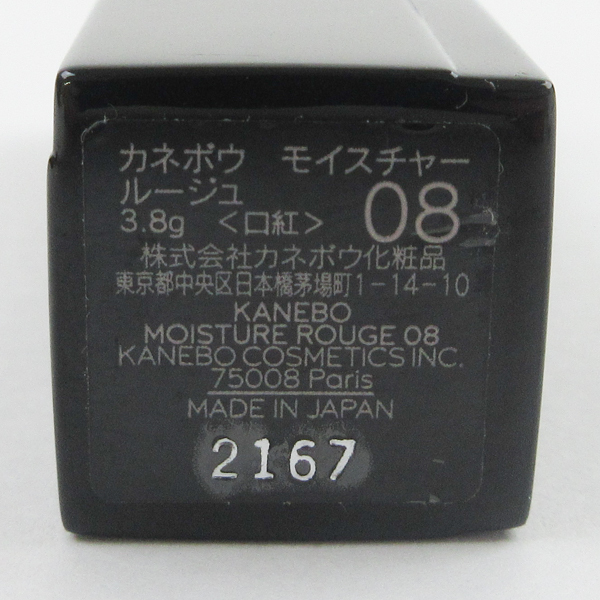 カネボウ モイスチャー
ルージュ
3.8g <口紅> 08
株式会社カネボウ化粧品
東京都中央区日本橋茅場町1-14-10
KANEBO
MOISTURE ROUGE 08
KANEBO COSMETICS INC.
75008 Paris
MADE IN JAPAN
2167